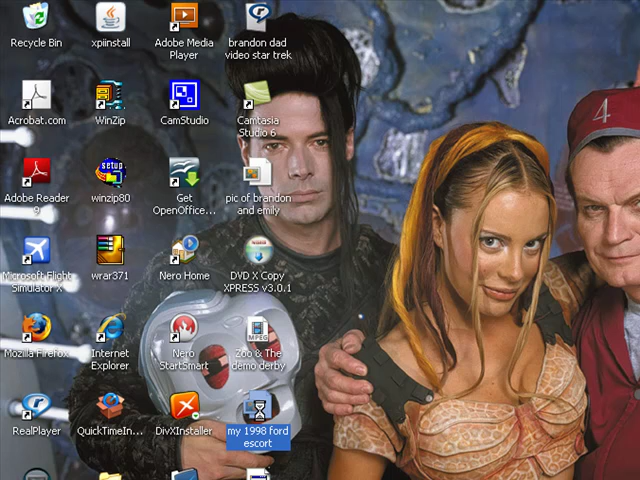 Recycle Bin
xpiinstall
Adobe Media
Player
brandon dad
video star trek
Acrobat.com
WinZip
CamStudio
Camtasia
Studio 6
Adobe Reader
9
setup
winzip80
Get
OpenOffice...
pic of brandon
and emily
4
Microsoft Flight
Simulator X
wrar371
Nero Home
DVD X Copy
XPRESS v3.0.1
Mozilla Firefox
Internet
Explorer
Nero
StartSmart
MPEG
Zoo & The
demo derby
RealPlayer
QuickTimeIn...
DivXInstaller
my 1998 ford
escort